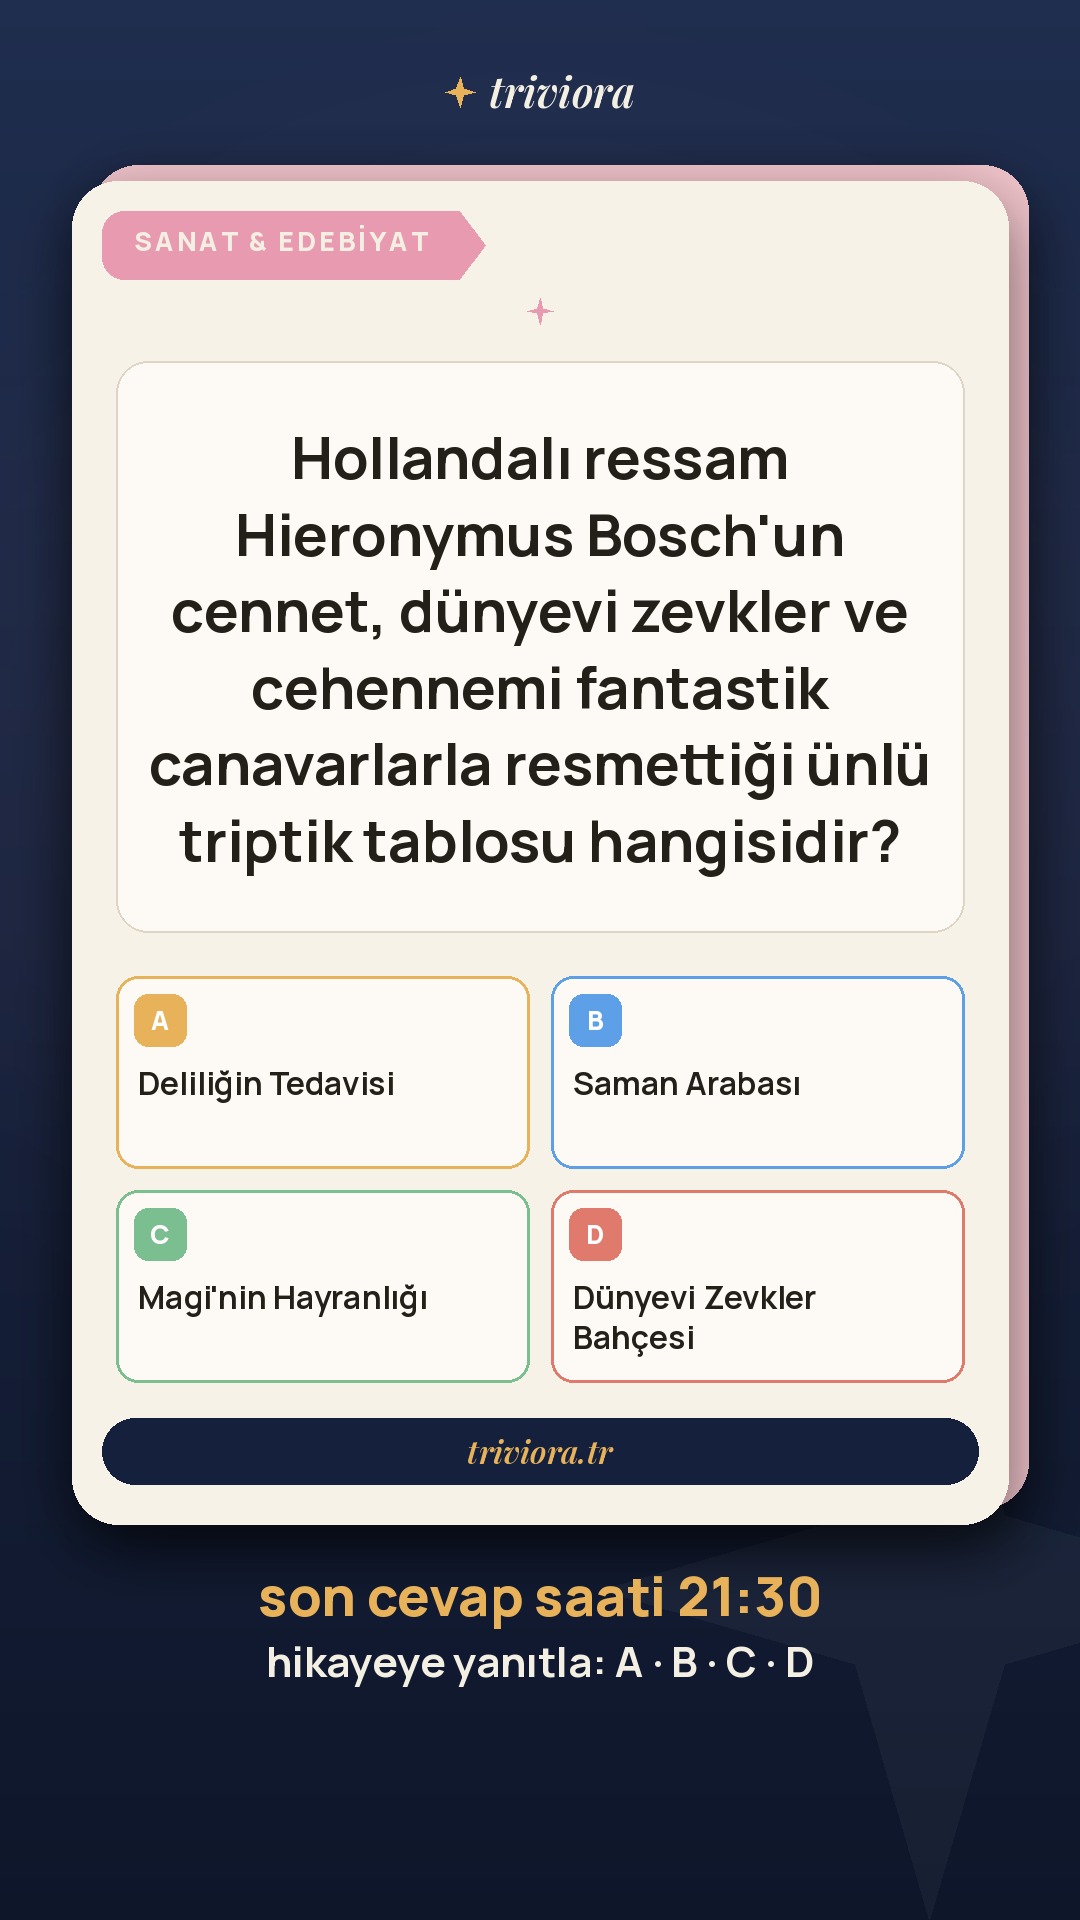 triviora
SANAT & EDEBİYAT
Hollandalı ressam
Hieronymus Bosch'un
cennet, dünyevi zevkler ve
cehennemi fantastik
canavarlarla resmettiği ünlü
triptik tablosu hangisidir?
A
Deliliğin Tedavisi
B
Saman Arabası
C
Magi'nin Hayranlığı
D
Dünyevi Zevkler
Bahçesi
triviora.tr
son cevap saati 21:30
hikayeye yanıtla: A · B · C · D